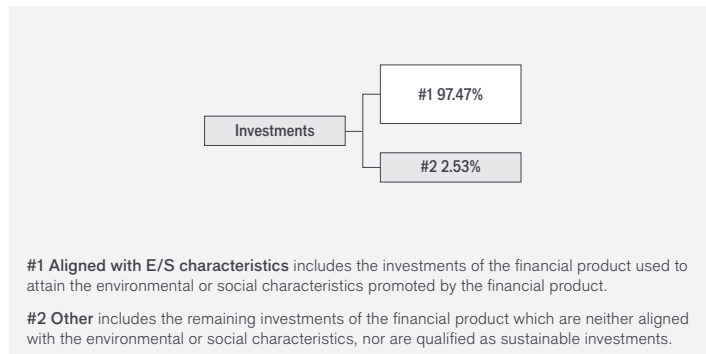 #1 97.47%
Investments
#2 2.53%
#1 Aligned with E/S characteristics includes the investments of the financial product used to
attain the environmental or social characteristics promoted by the financial product.
#2 Other includes the remaining investments of the financial product which are neither aligned
with the environmental or social characteristics, nor are qualified as sustainable investments.